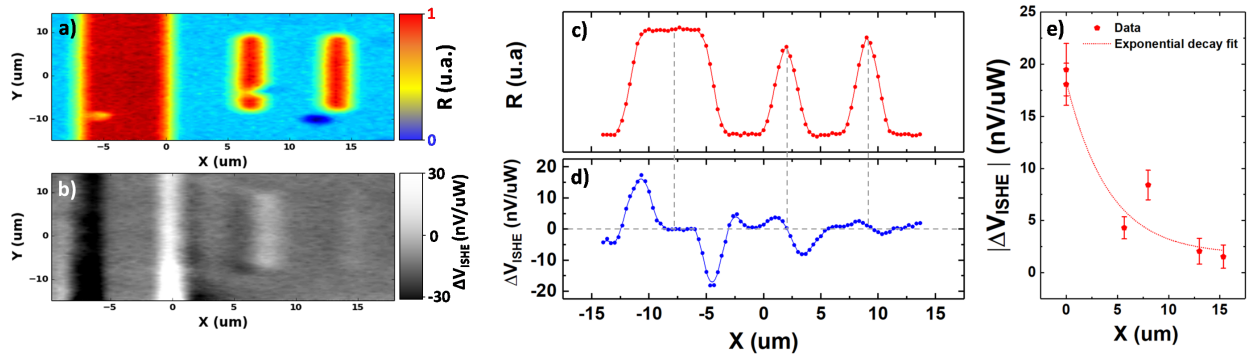 a)
Y (um)
10
0
−10
−5
0
5
10
15
X (um)
1
R (u.a.)
0
b)
Y (um)
10
0
−10
−5
0
5
10
15
X (um)
30
0
-30
ΔVISHE (nV/uW)
c)
R (u.a)
d)
ΔVISHE (nV/uW)
20
10
0
-10
-20
-15
-10
-5
0
5
10
15
X (um)
e)
Data
Exponential decay fit
|ΔVISHE| (nV/uW)
25
20
15
10
5
0
0
5
10
15
X (um)